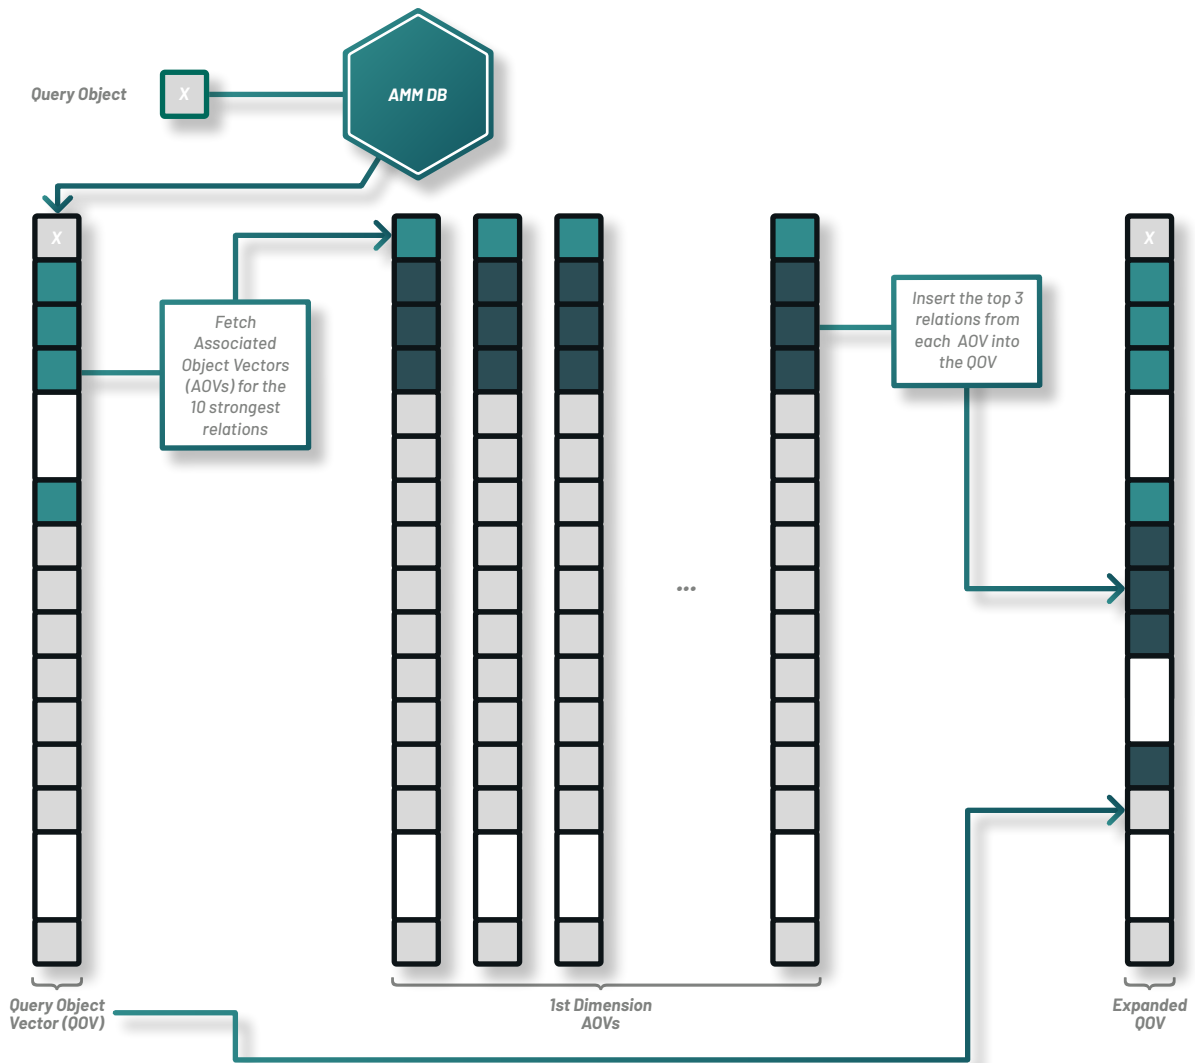 Query Object
X
AMM DB
X
X
Fetch
Associated
Object Vectors
(AOVs) for the
10 strongest
relations
Insert the top 3
relations from
each AOV into
the QOV
...
Query Object
Vector (QOV)
1st Dimension
AOVs
Expanded
QOV